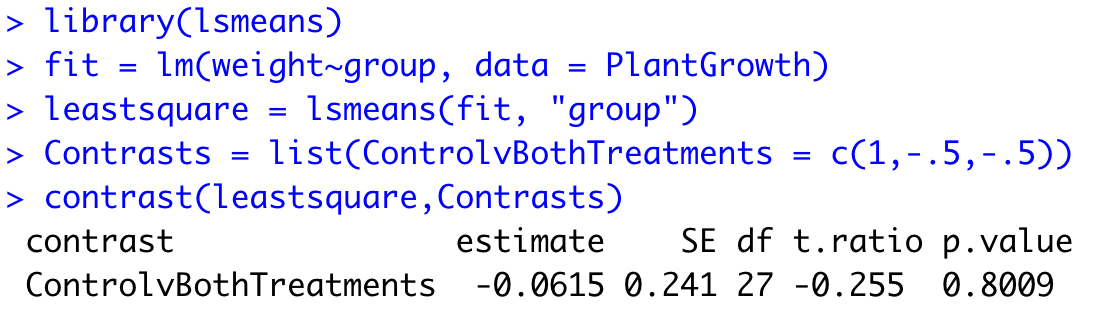 > library(lsmeans)
> fit = lm(weight~group, data = PlantGrowth)
> leastsquare = lsmeans(fit, "group")
> Contrasts = list(ControlvBothTreatments = c(1,-.5,-.5))
> contrast(leastsquare,Contrasts)
contrast estimate SE df t.ratio p.value
ControlvBothTreatments -0.0615 0.241 27 -0.255 0.8009